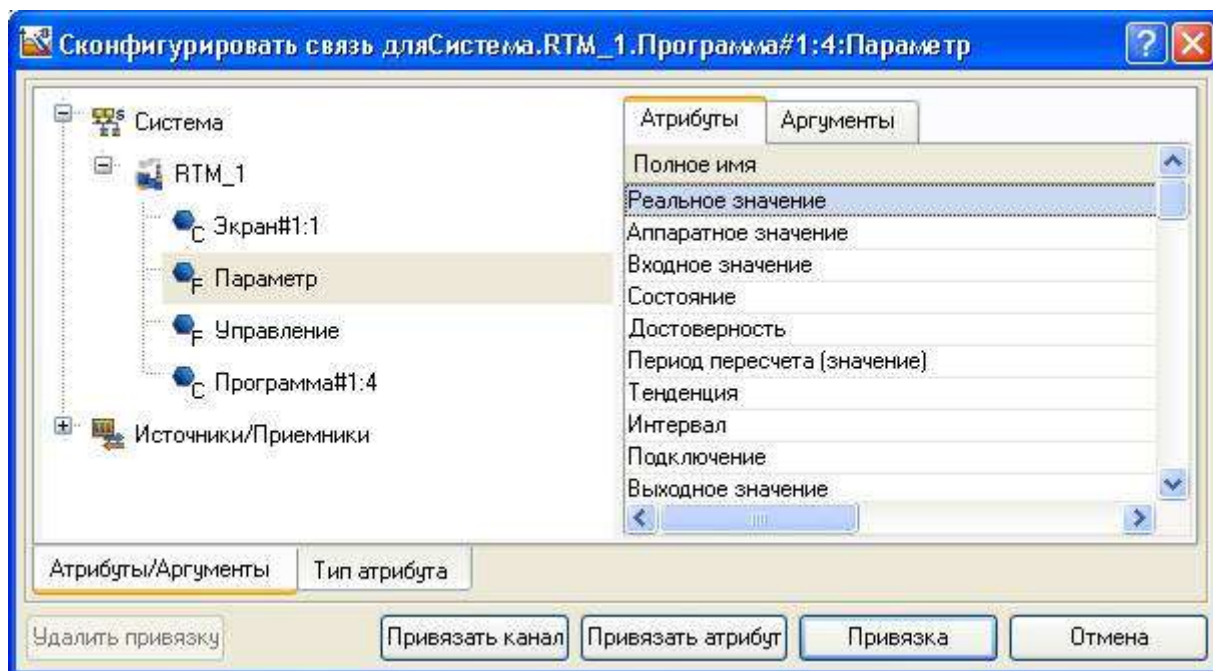 Сконфигурировать связь дляСистема.RTM_1.Программа#1:4:Параметр
Система
RTM_1
Экран#1:1
Параметр
Управление
Программа#1:4
Источники/Приемники
Атрибуты
Аргументы
Полное имя
Реальное значение
Аппаратное значение
Входное значение
Состояние
Достоверность
Период пересчета (значение)
Тенденция
Интервал
Подключение
Выходное значение
Атрибуты/Аргументы
Тип атрибута
Удалить привязку
Привязать канал
Привязать атрибут
Привязка
Отмена